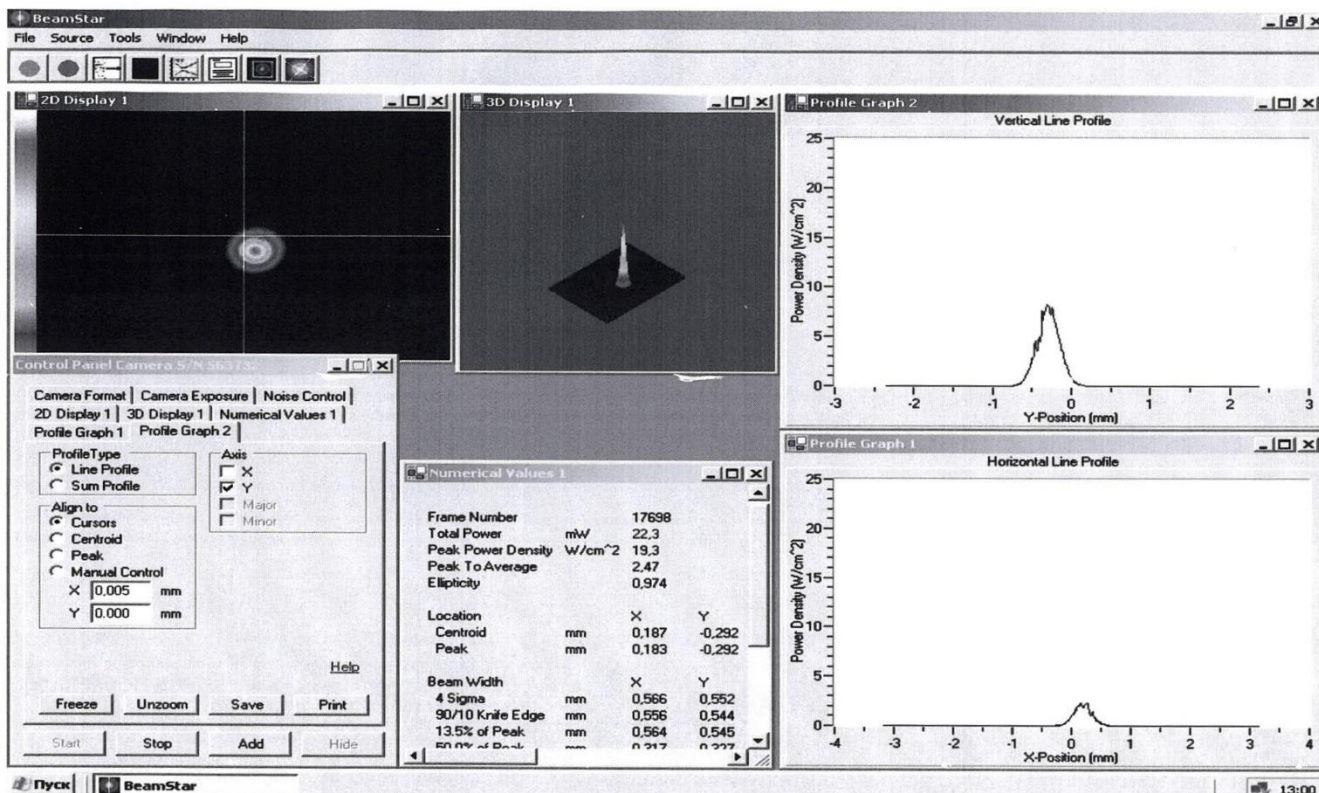 BeamStar
File Source Tools Window Help
2D Display 1
3D Display 1
Profile Graph 2
Vertical Line Profile
Power Density (W/cm^2)
25
20
15
10
5
0
-3 -2 -1 0 1 2 3
Y-Position (mm)
Control Panel Camera S/N
Camera Format Camera Exposure Noise Control
2D Display 1 3D Display 1 Numerical Values 1
Profile Graph 1 Profile Graph 2
ProfileType
Line Profile
Sum Profile
Axis
X
Y
Major
Minor
Align to
Cursors
Centroid
Peak
Manual Control
X 0,005 mm
Y 0.000 mm
Help
Freeze Unzoom Save Print
Start Stop Add Hide
Numerical Values 1
Frame Number 17698
Total Power mW 22,3
Peak Power Density W/cm^2 19,3
Peak To Average 2,47
Ellipticity 0,974
Location X Y
Centroid mm 0,187 -0,292
Peak mm 0,183 -0,292
Beam Width X Y
4 Sigma mm 0,566 0,552
90/10 Knife Edge mm 0,556 0,544
13.5% of Peak mm 0,564 0,545
50.0% of Peak mm 0,317 0,327
Profile Graph 1
Horizontal Line Profile
Power Density (W/cm^2)
25
20
15
10
5
0
-4 -3 -2 -1 0 1 2 3 4
X-Position (mm)
Пуск BeamStar 13:00